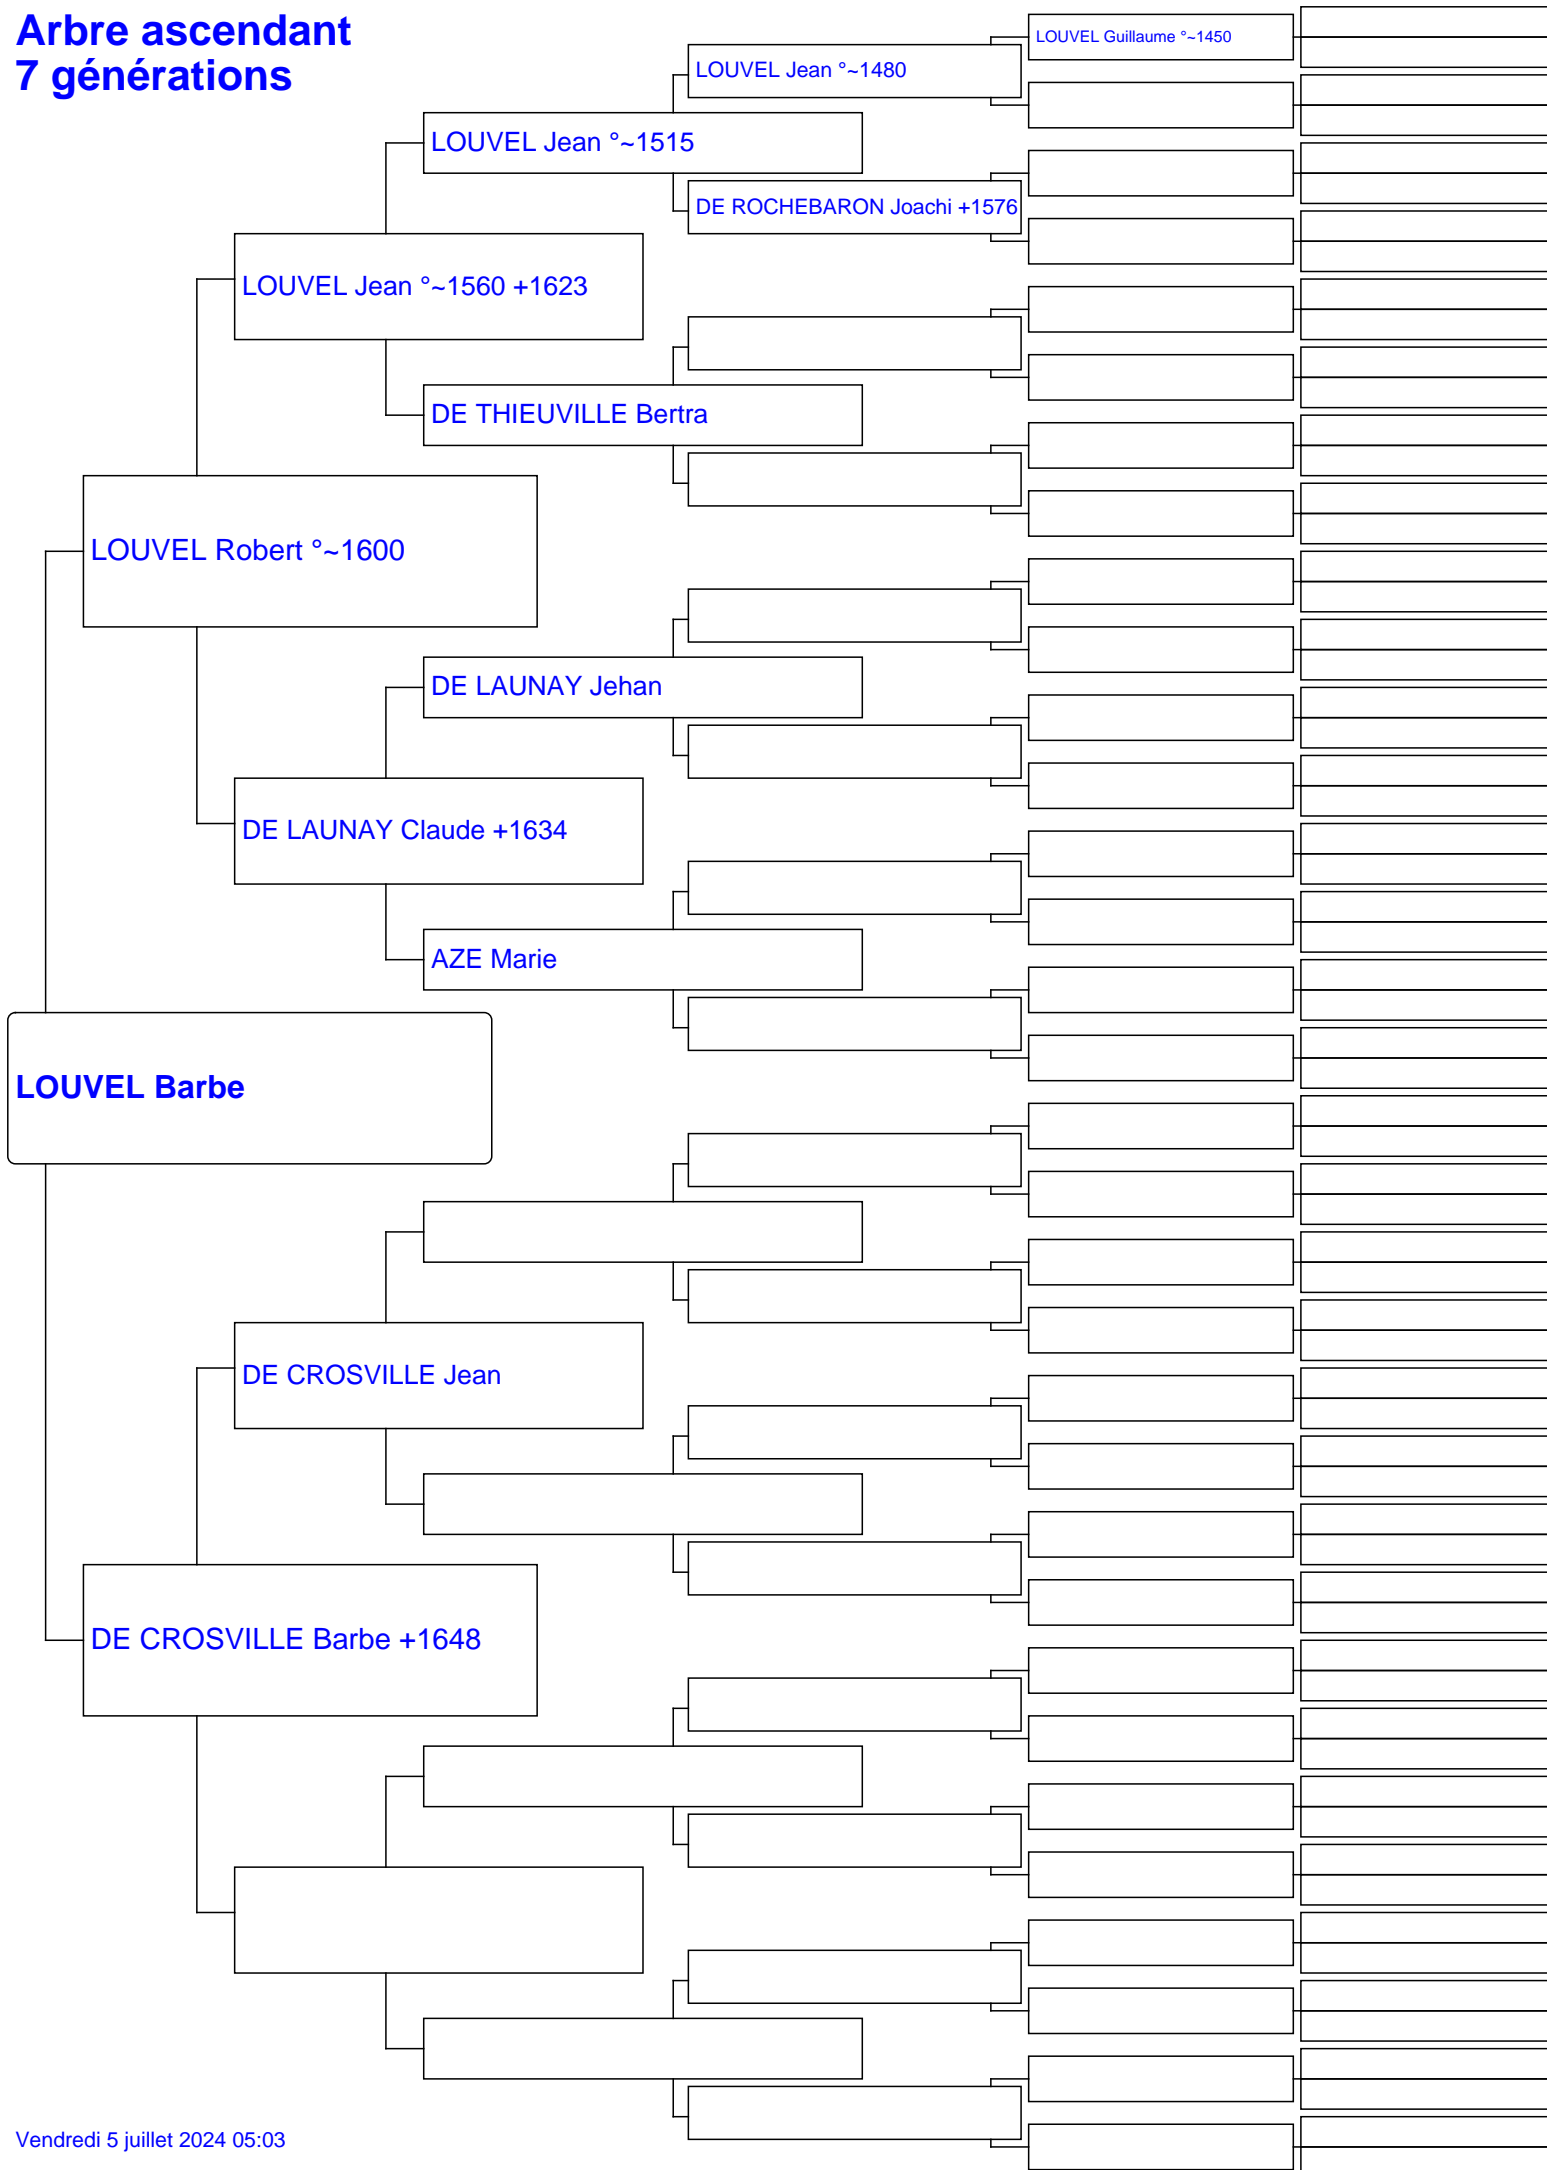 Arbre ascendant
7 générations
LOUVEL Guillaume °~1450
LOUVEL Jean °~1480
LOUVEL Jean °~1515
DE ROCHEBARON Joachi +1576
LOUVEL Jean °~1560 +1623
DE THIEUVILLE Bertra
LOUVEL Robert °~1600
DE LAUNAY Jehan
DE LAUNAY Claude +1634
AZE Marie
LOUVEL Barbe
DE CROSVILLE Jean
DE CROSVILLE Barbe +1648
Vendredi 5 juillet 2024 05:03